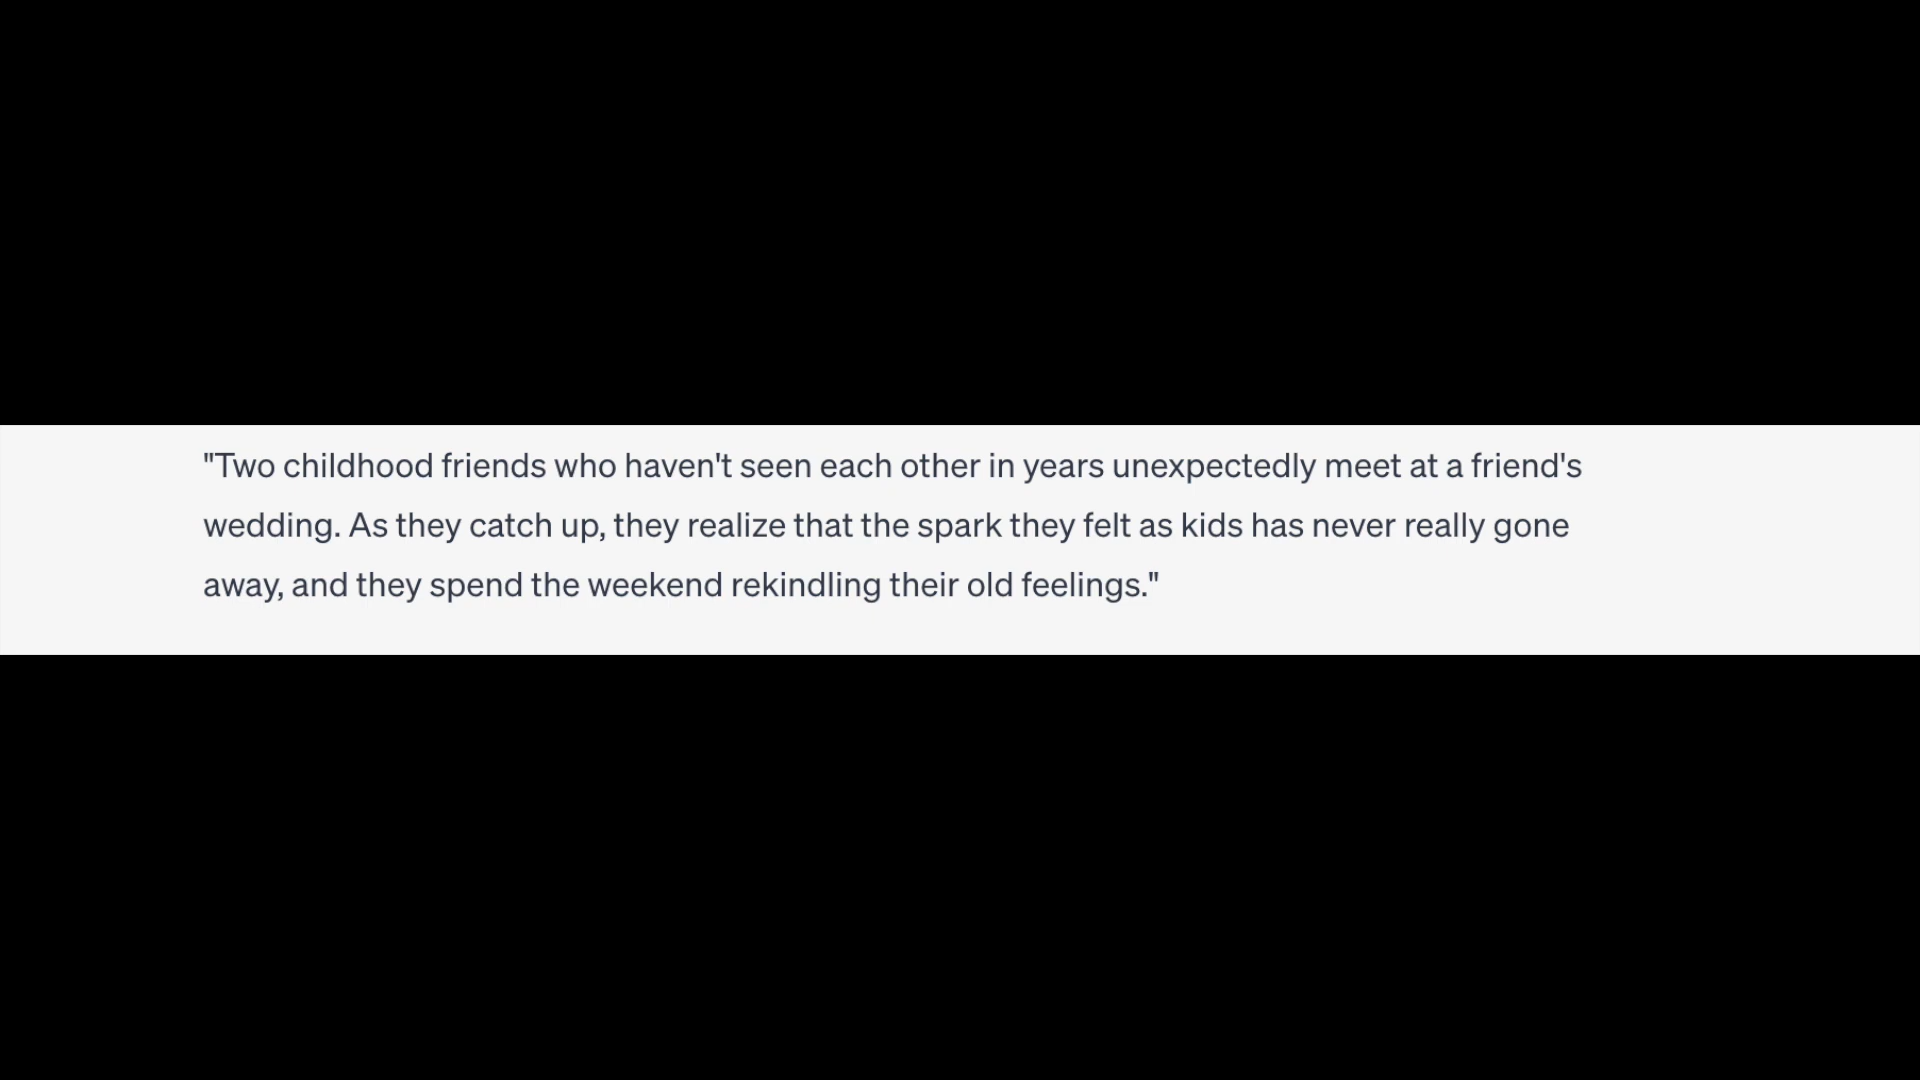 "Two childhood friends who haven't seen each other in years unexpectedly meet at a friend's
wedding. As they catch up, they realize that the spark they felt as kids has never really gone
away, and they spend the weekend rekindling their old feelings."